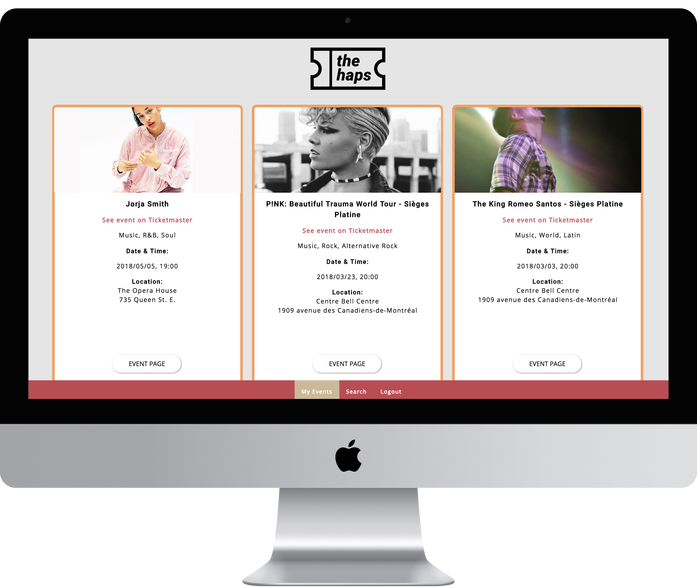 the
haps
Jorja Smith
See event on Ticketmaster
Music, R&B, Soul
Date & Time:
2018/05/05, 19:00
Location:
The Opera House
735 Queen St. E.
EVENT PAGE
P!NK: Beautiful Trauma World Tour - Sièges
Platine
See event on Ticketmaster
Music, Rock, Alternative Rock
Date & Time:
2018/03/23, 20:00
Location:
Centre Bell Centre
1909 avenue des Canadiens-de-Montréal
EVENT PAGE
The King Romeo Santos - Sièges Platine
See event on Ticketmaster
Music, World, Latin
Date & Time:
2018/03/03, 20:00
Location:
Centre Bell Centre
1909 avenue des Canadiens-de-Montréal
EVENT PAGE
My Events Search Logout